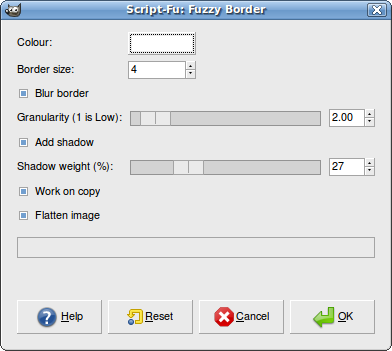 Script-Fu: Fuzzy Border
Colour:
Border size: 4
Blur border
Granularity (1 is Low): 2.00
Add shadow
Shadow weight (%): 27
Work on copy
Flatten image
Help Reset Cancel OK